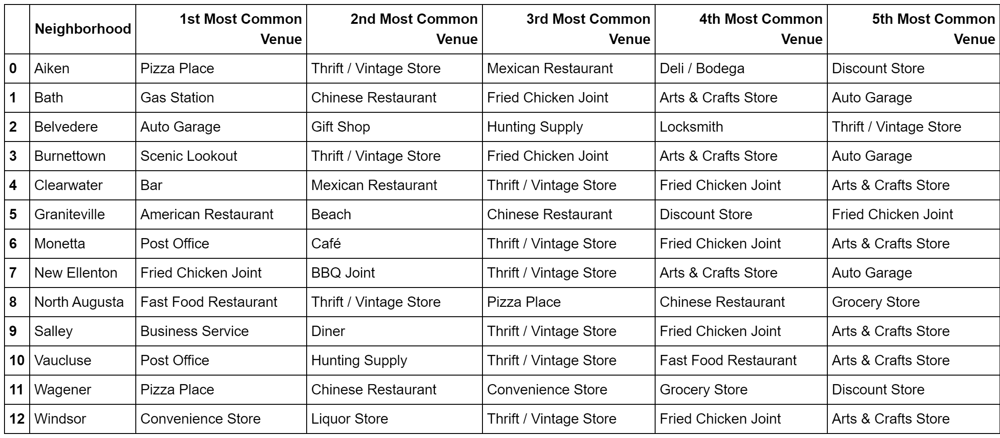 Neighborhood 1st Most Common Venue 2nd Most Common Venue 3rd Most Common Venue 4th Most Common Venue 5th Most Common Venue
0 Aiken Pizza Place Thrift / Vintage Store Mexican Restaurant Deli / Bodega Discount Store
1 Bath Gas Station Chinese Restaurant Fried Chicken Joint Arts & Crafts Store Auto Garage
2 Belvedere Auto Garage Gift Shop Hunting Supply Locksmith Thrift / Vintage Store
3 Burnettown Scenic Lookout Thrift / Vintage Store Fried Chicken Joint Arts & Crafts Store Auto Garage
4 Clearwater Bar Mexican Restaurant Thrift / Vintage Store Fried Chicken Joint Arts & Crafts Store
5 Graniteville American Restaurant Beach Chinese Restaurant Discount Store Fried Chicken Joint
6 Monetta Post Office Café Thrift / Vintage Store Fried Chicken Joint Arts & Crafts Store
7 New Ellenton Fried Chicken Joint BBQ Joint Thrift / Vintage Store Arts & Crafts Store Auto Garage
8 North Augusta Fast Food Restaurant Thrift / Vintage Store Pizza Place Chinese Restaurant Grocery Store
9 Salley Business Service Diner Thrift / Vintage Store Fried Chicken Joint Arts & Crafts Store
10 Vaucluse Post Office Hunting Supply Thrift / Vintage Store Fast Food Restaurant Arts & Crafts Store
11 Wagener Pizza Place Chinese Restaurant Convenience Store Grocery Store Discount Store
12 Windsor Convenience Store Liquor Store Thrift / Vintage Store Fried Chicken Joint Arts & Crafts Store